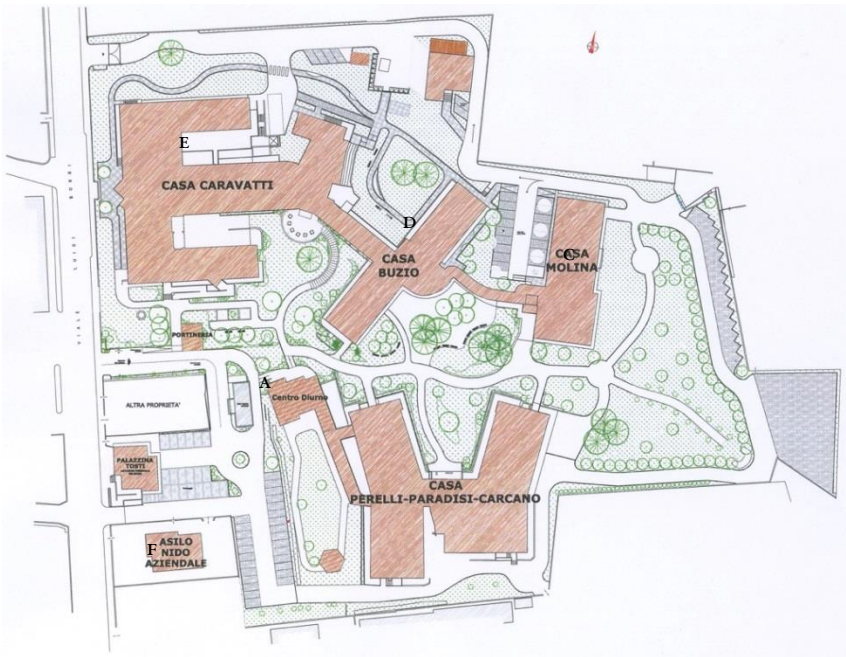 E
CASA CARAVATTI
D
CASA
BUZIO
C
CASA
MOLINA
VIALE LUIGI BORRI
PORTINERIA
A
Centro Diurno
ALTRA PROPRIETA'
PALAZZINA
TOSTI
CASA
PERELLI-PARADISI-CARCANO
F
ASILO
NIDO
AZIENDALE